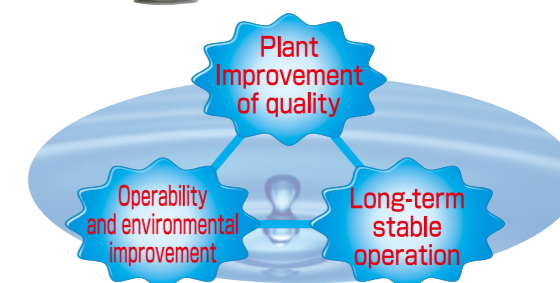 Plant
Improvement
of quality
Operability
and environmental
improvement
Long-term
stable
operation